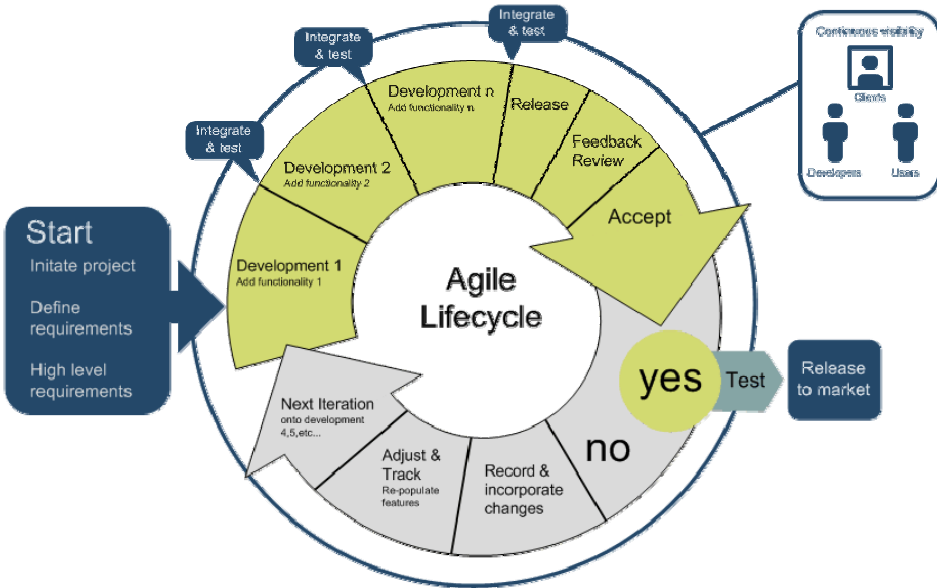 Start
Initate project
Define
requirements
High level
requirements
Integrate
& test
Integrate
& test
Integrate
& test
Development 1
Add functionality 1
Development 2
Add functionality 2
Development n
Add functionality n
Release
Feedback
Review
Accept
Agile
Lifecycle
yes
Test
Release
to market
no
Record &
incorporate
changes
Adjust &
Track
Re-populate
features
Next Iteration
onto development
4,5,etc...
Continuous visibility
Clients
Developers
Users